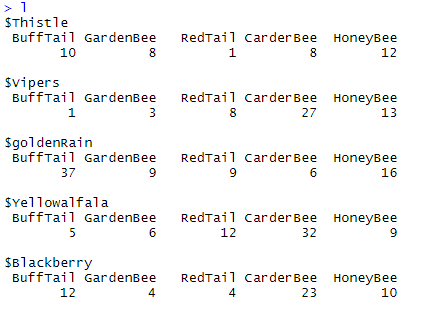 > l
$Thistle
BuffTail GardenBee RedTail CarderBee HoneyBee
10 8 1 8 12
$Vipers
BuffTail GardenBee RedTail CarderBee HoneyBee
1 3 8 27 13
$goldenRain
BuffTail GardenBee RedTail CarderBee HoneyBee
37 9 9 6 16
$Yellowalfala
BuffTail GardenBee RedTail CarderBee HoneyBee
5 6 12 32 9
$Blackberry
BuffTail GardenBee RedTail CarderBee HoneyBee
12 4 4 23 10